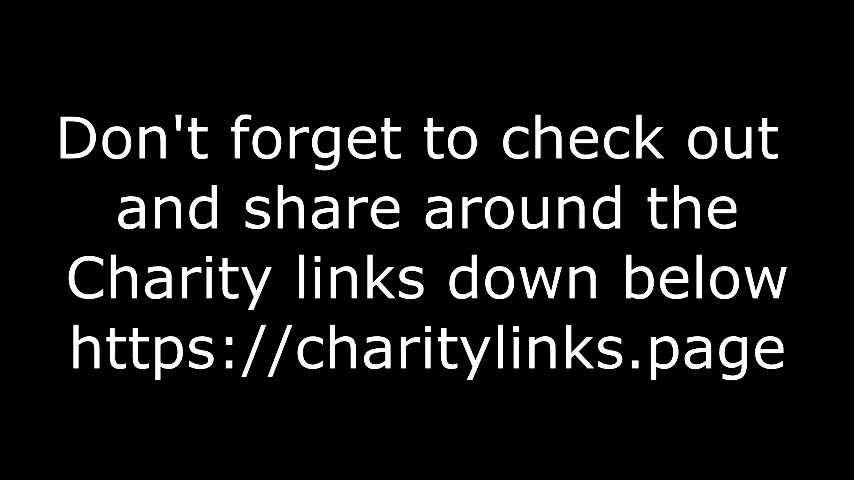 Don't forget to check out
and share around the
Charity links down below
https://charitylinks.page